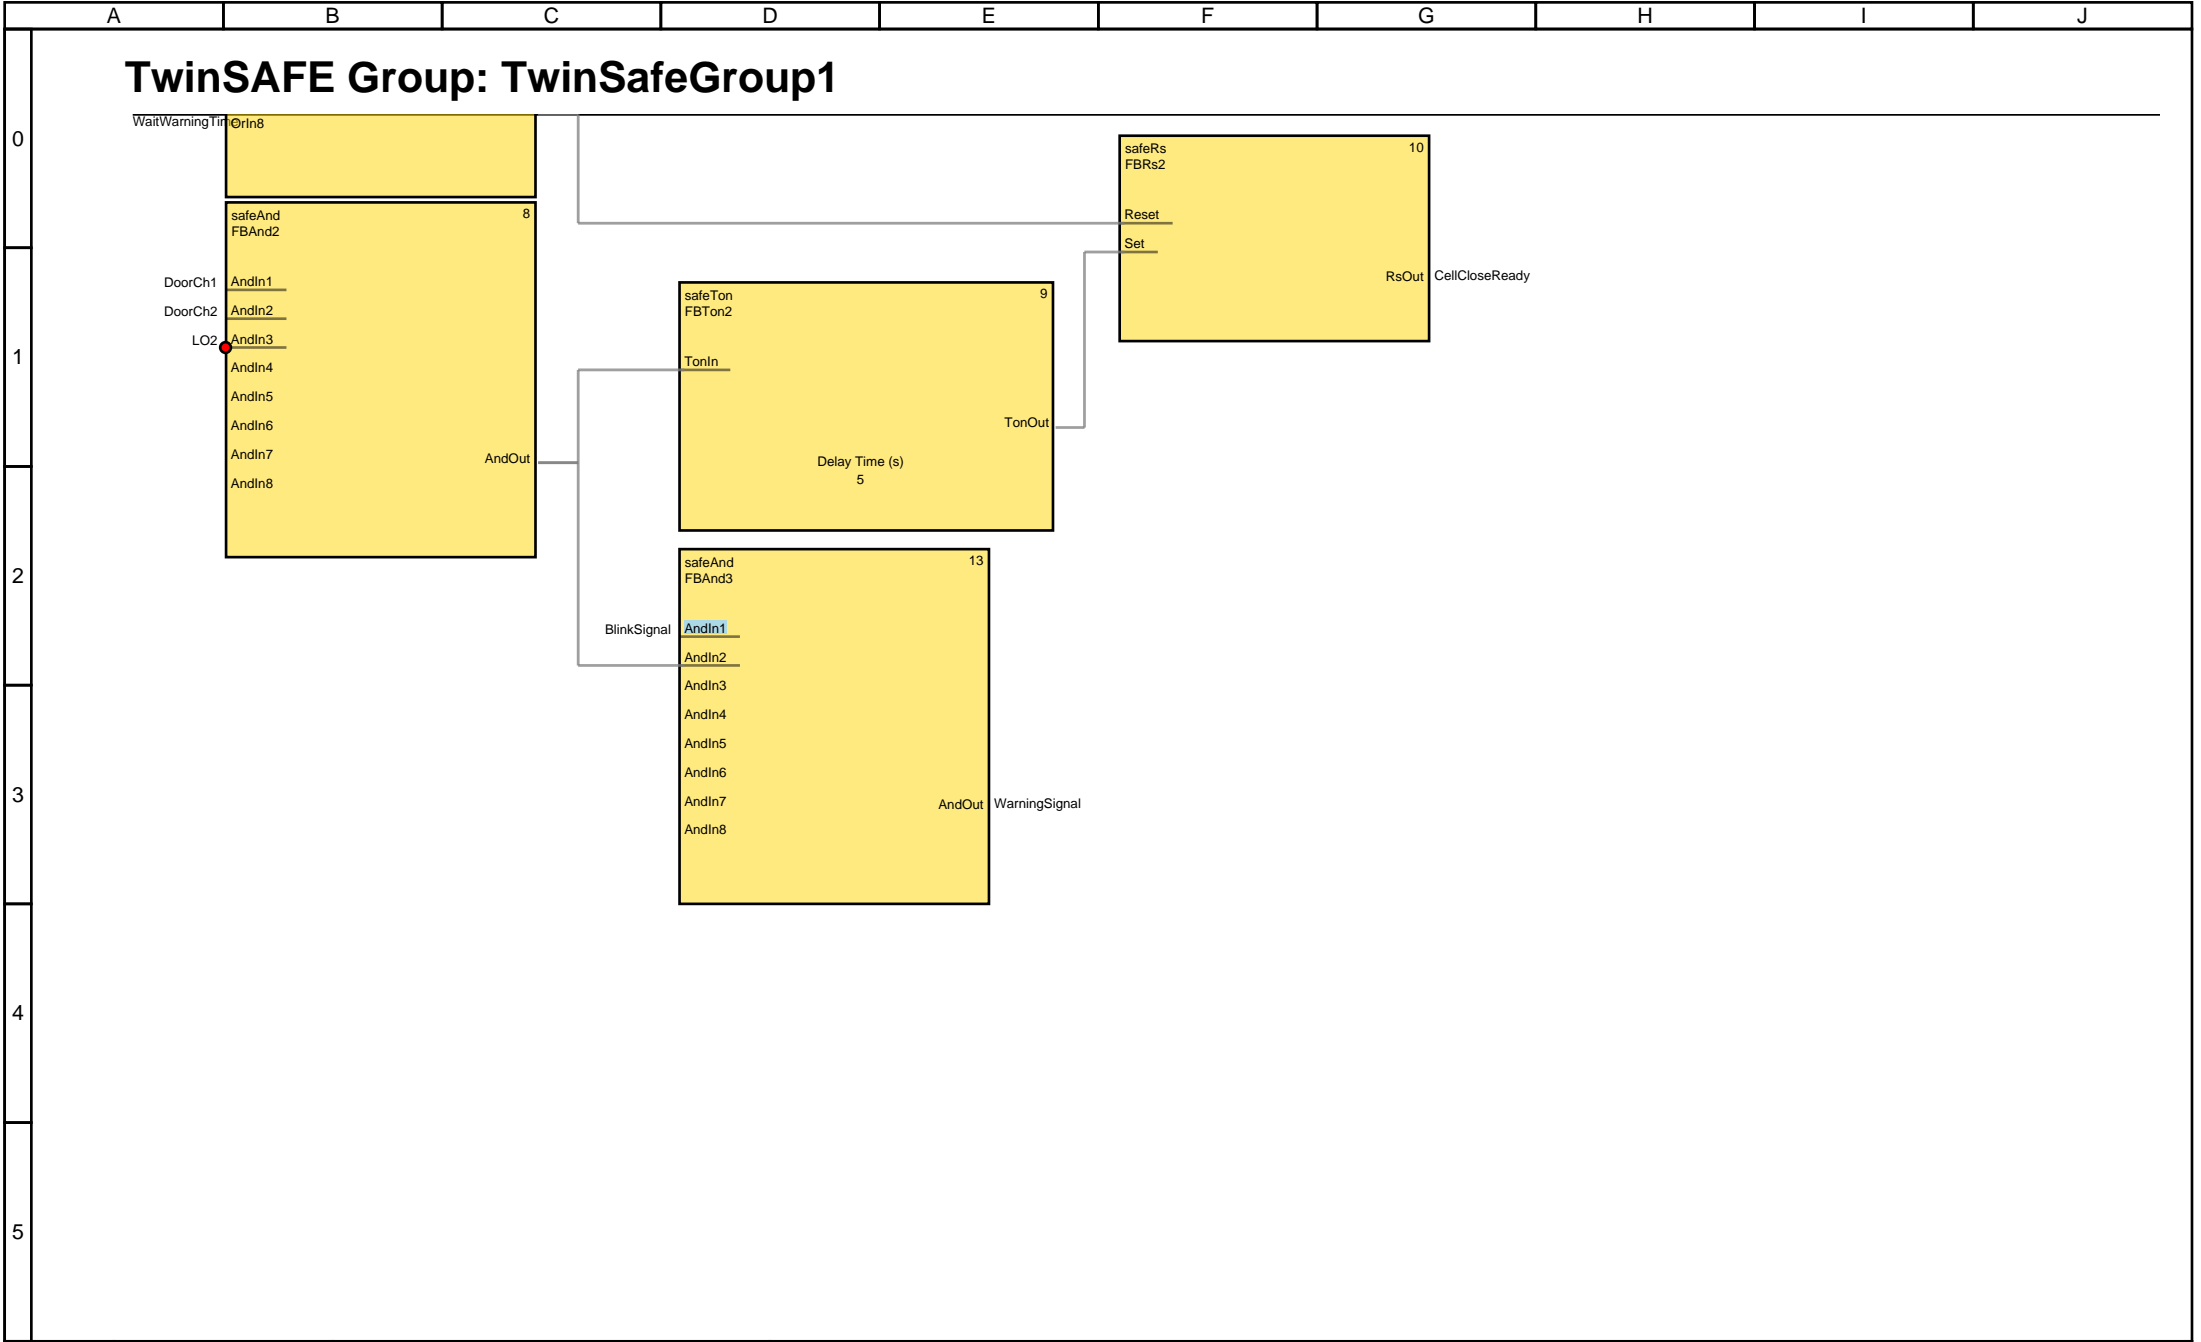 A B C D E F G H I J
TwinSAFE Group: TwinSafeGroup1
0
WaitWarningTime OrIn8
safeRs 10
FBRs2
Reset
Set
RsOut CellCloseReady
safeAnd 8
FBAnd2
DoorCh1 AndIn1
DoorCh2 AndIn2
LO2 AndIn3
AndIn4
AndIn5
AndIn6
AndIn7
AndIn8
AndOut
1
safeTon 9
FBTon2
TonIn
TonOut
Delay Time (s)
5
2
safeAnd 13
FBAnd3
BlinkSignal AndIn1
AndIn2
AndIn3
AndIn4
AndIn5
AndIn6
AndIn7
AndIn8
AndOut WarningSignal
3
4
5